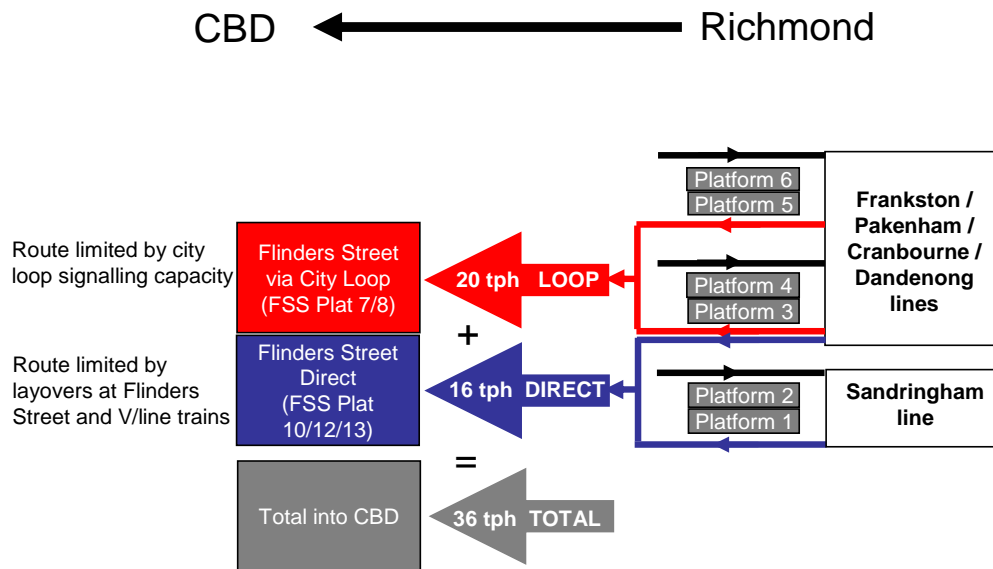 CBD
Richmond
Platform 6
Platform 5
Frankston /
Pakenham /
Cranbourne /
Dandenong
lines
Route limited by city
loop signalling capacity
Flinders Street
via City Loop
(FSS Plat 7/8)
20 tph LOOP
Platform 4
Platform 3
+
Route limited by
layovers at Flinders
Street and V/line trains
Flinders Street
Direct
(FSS Plat
10/12/13)
16 tph DIRECT
Platform 2
Platform 1
Sandringham
line
=
Total into CBD
36 tph TOTAL